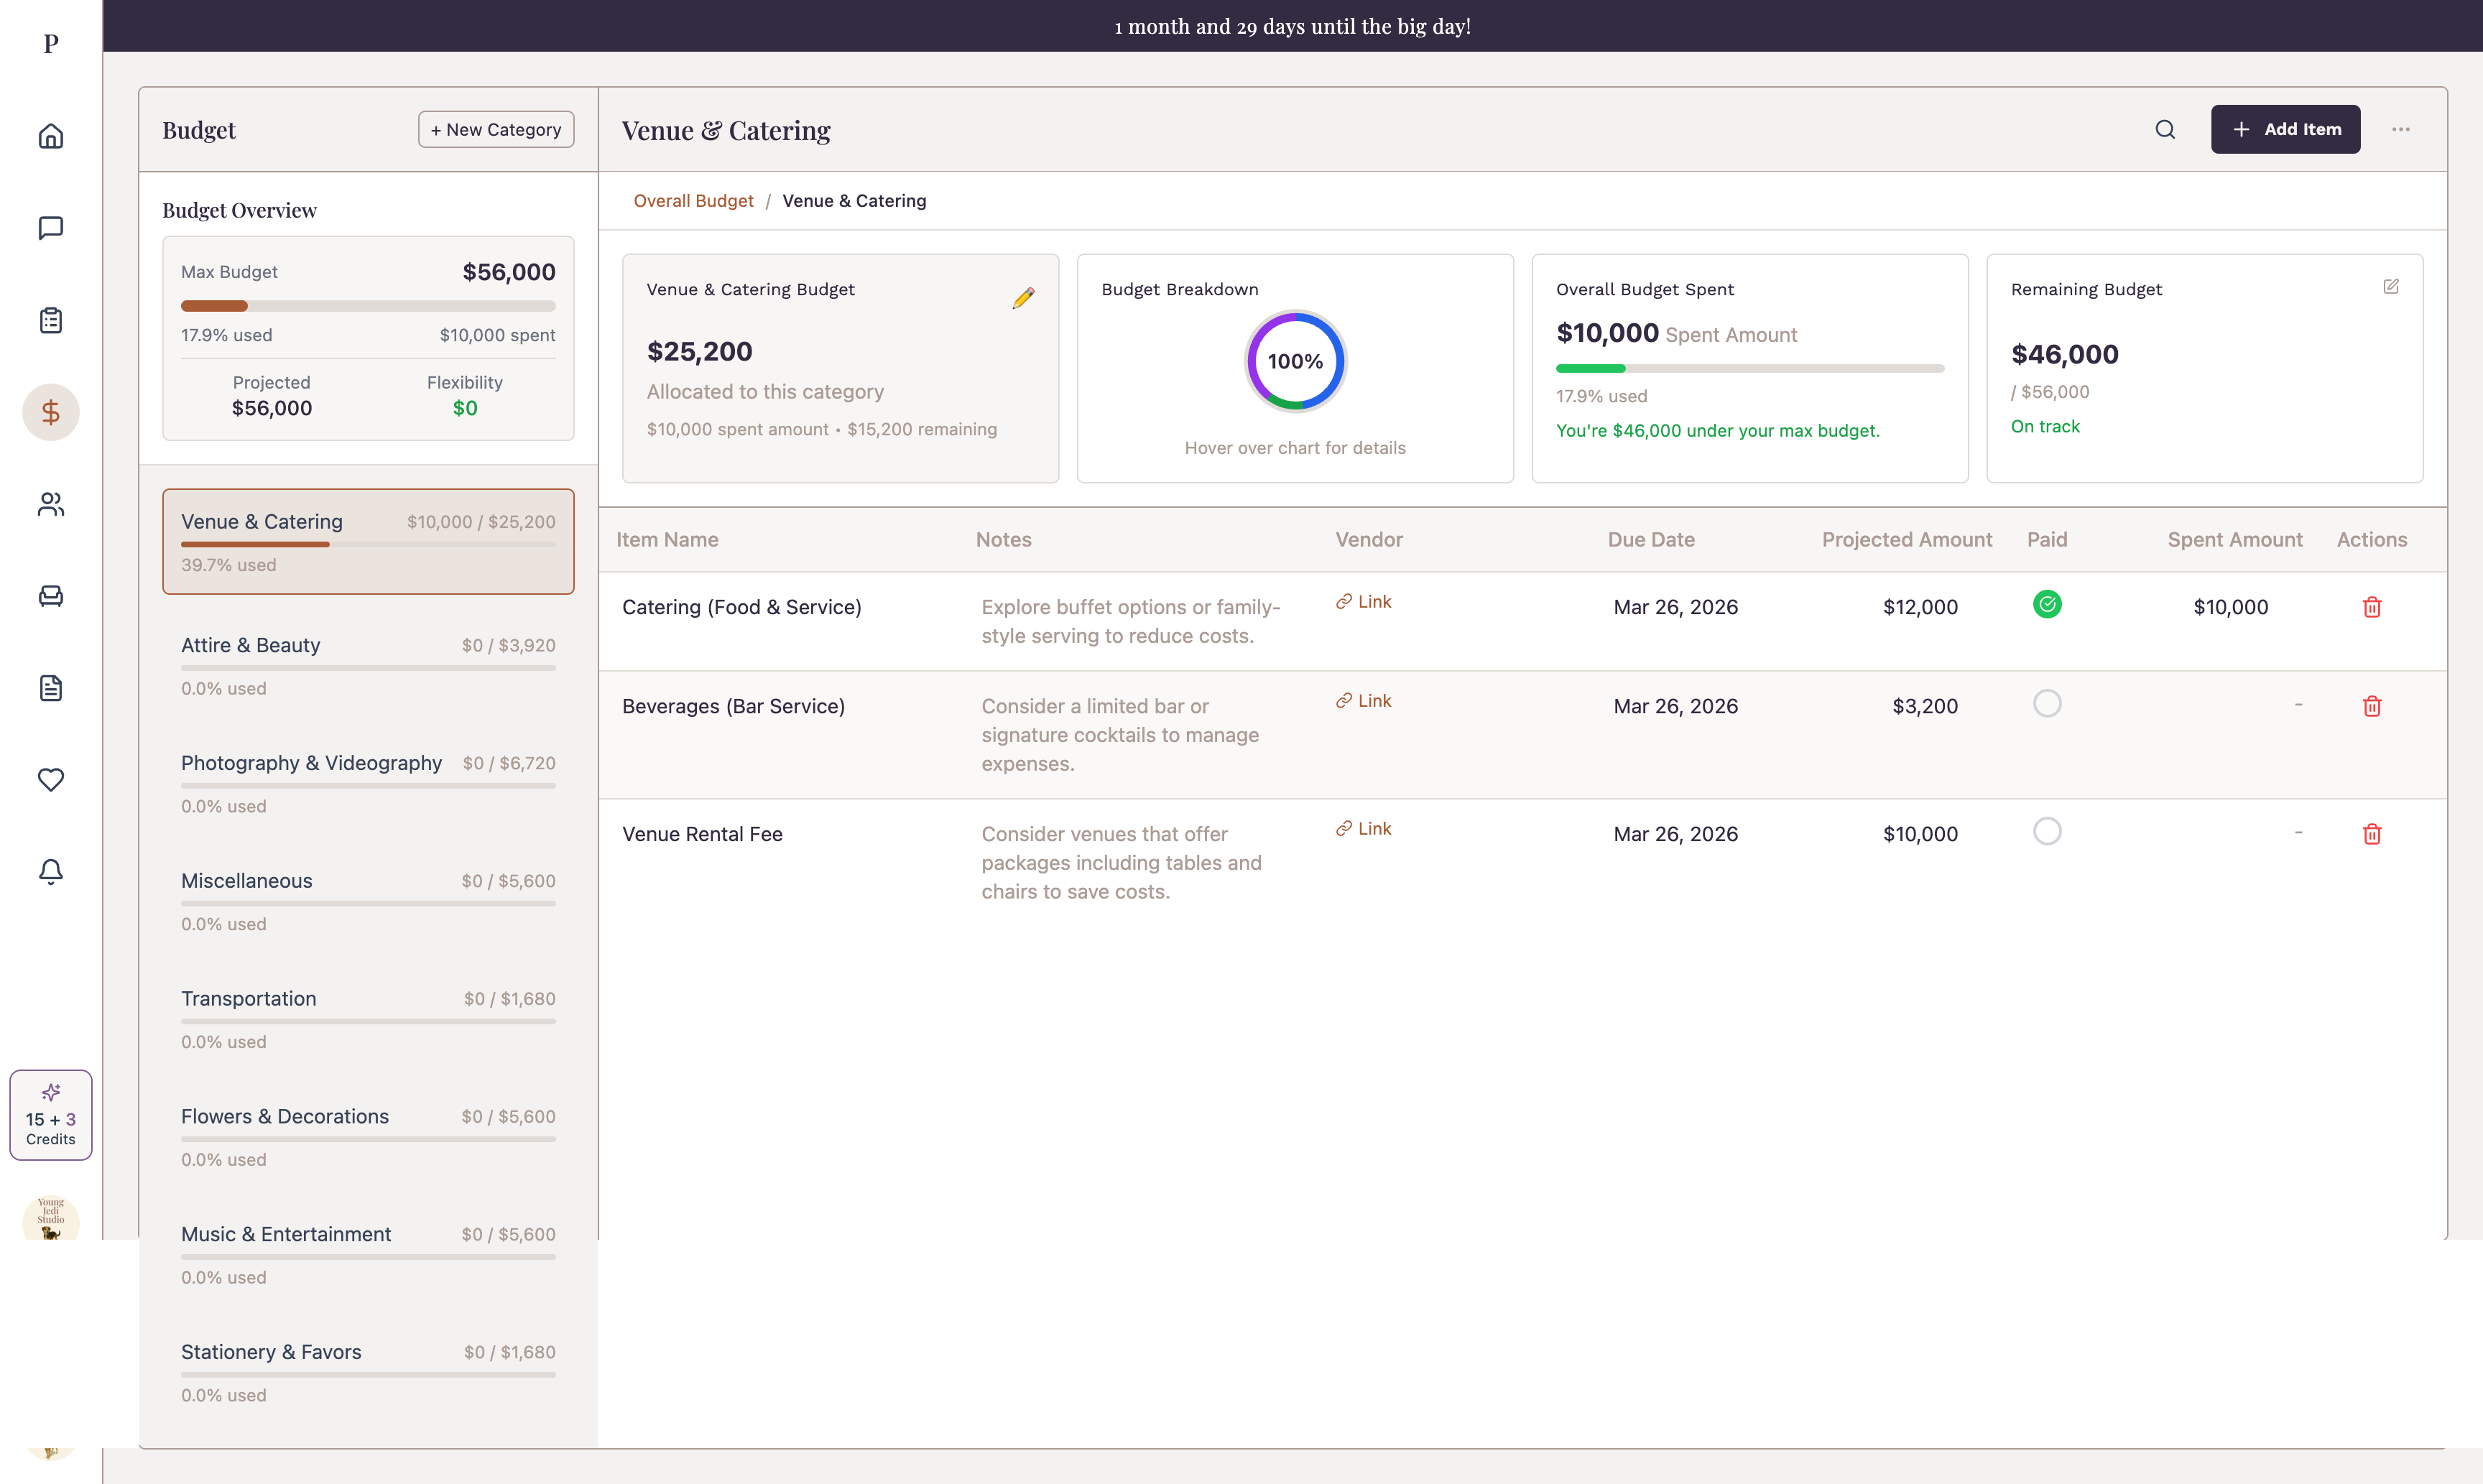 P
1 month and 29 days until the big day!
Budget
+ New Category
Budget Overview
Max Budget
$56,000
17.9% used
$10,000 spent
Projected
$56,000
Flexibility
$0
Venue & Catering
$10,000 / $25,200
39.7% used
Attire & Beauty
$0 / $3,920
0.0% used
Photography & Videography
$0 / $6,720
0.0% used
Miscellaneous
$0 / $5,600
0.0% used
Transportation
$0 / $1,680
0.0% used
Flowers & Decorations
$0 / $5,600
0.0% used
Music & Entertainment
$0 / $5,600
0.0% used
Stationery & Favors
$0 / $1,680
0.0% used
15 + 3
Credits
Young
Jedi
Studio
Venue & Catering
+ Add Item
Overall Budget / Venue & Catering
Venue & Catering Budget
$25,200
Allocated to this category
$10,000 spent amount • $15,200 remaining
Budget Breakdown
100%
Hover over chart for details
Overall Budget Spent
$10,000 Spent Amount
17.9% used
You're $46,000 under your max budget.
Remaining Budget
$46,000
/ $56,000
On track
Item Name Notes Vendor Due Date Projected Amount Paid Spent Amount Actions
Catering (Food & Service)
Explore buffet options or family-
style serving to reduce costs.
Link
Mar 26, 2026
$12,000
$10,000
Beverages (Bar Service)
Consider a limited bar or
signature cocktails to manage
expenses.
Link
Mar 26, 2026
$3,200
-
Venue Rental Fee
Consider venues that offer
packages including tables and
chairs to save costs.
Link
Mar 26, 2026
$10,000
-